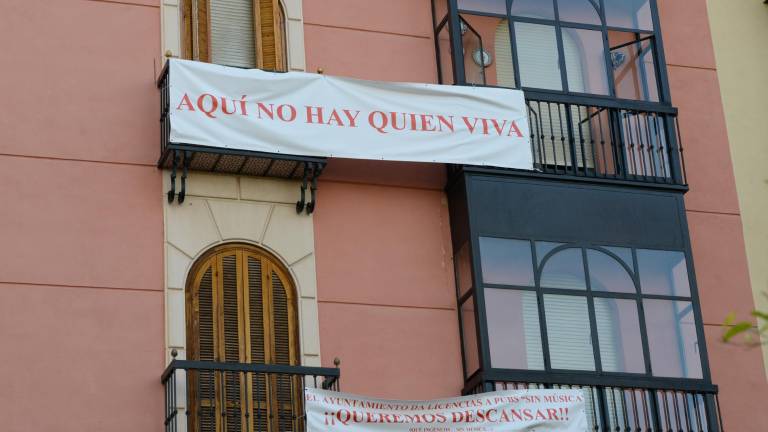 AQUÍ NO HAY QUIEN VIVA
EL AYUNTAMIENTO DA LICENCIAS A PUBS "SIN MÚSICA"
¡¡QUEREMOS DESCANSAR!!